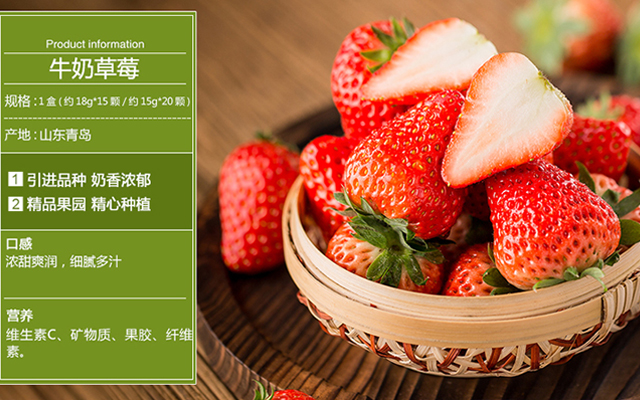 Product information
牛奶草莓
规格：1盒(约18g*15颗/约15g*20颗)
产地：山东青岛
1 引进品种 奶香浓郁
2 精品果园 精心种植
口感
浓甜爽润，细腻多汁
营养
维生素C、矿物质、果胶、纤维
素。